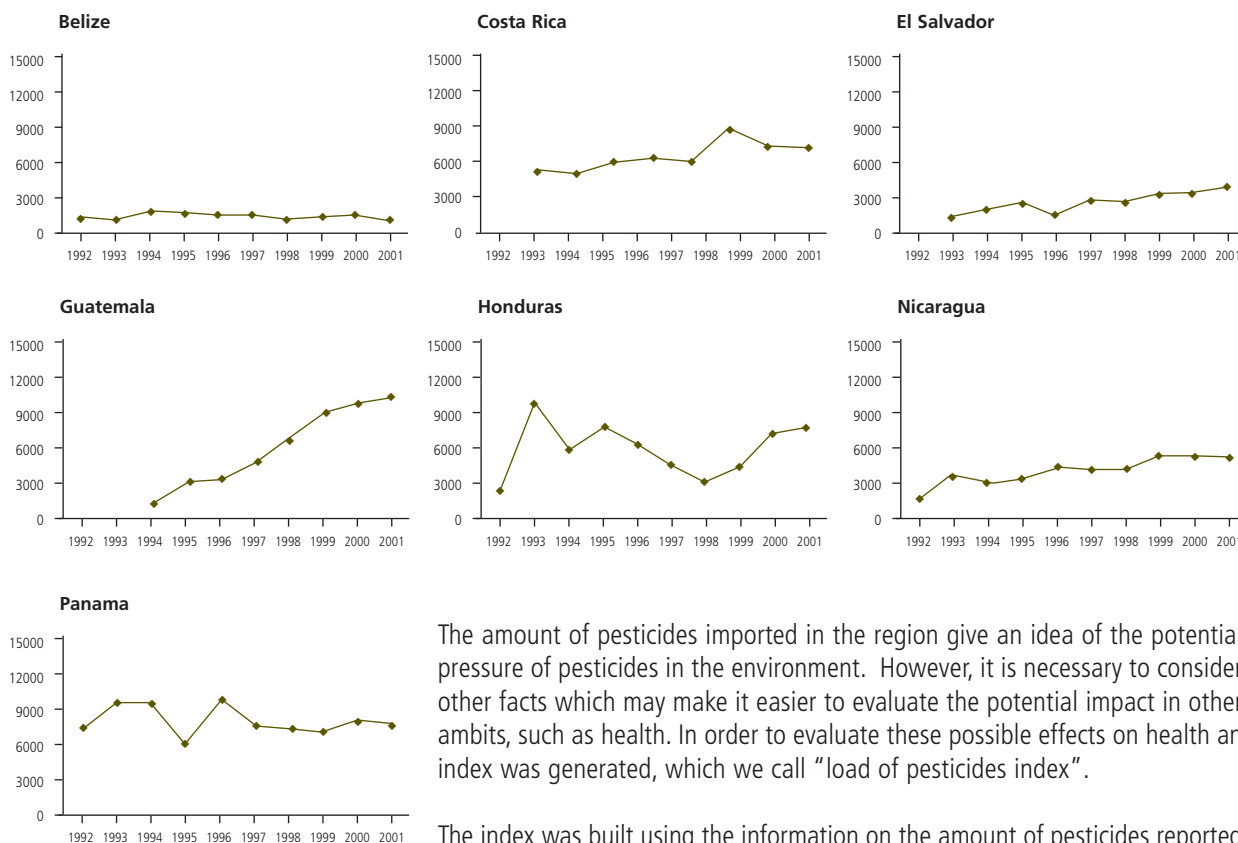 Belize
15000
12000
9000
6000
3000
0
1992 1993 1994 1995 1996 1997 1998 1999 2000 2001
Costa Rica
15000
12000
9000
6000
3000
0
1992 1993 1994 1995 1996 1997 1998 1999 2000 2001
El Salvador
15000
12000
9000
6000
3000
0
1992 1993 1994 1995 1996 1997 1998 1999 2000 2001
Guatemala
15000
12000
9000
6000
3000
0
1992 1993 1994 1995 1996 1997 1998 1999 2000 2001
Honduras
15000
12000
9000
6000
3000
0
1992 1993 1994 1995 1996 1997 1998 1999 2000 2001
Nicaragua
15000
12000
9000
6000
3000
0
1992 1993 1994 1995 1996 1997 1998 1999 2000 2001
Panama
15000
12000
9000
6000
3000
0
1992 1993 1994 1995 1996 1997 1998 1999 2000 2001
The amount of pesticides imported in the region give an idea of the potential
pressure of pesticides in the environment. However, it is necessary to consider
other facts which may make it easier to evaluate the potential impact in other
ambits, such as health. In order to evaluate these possible effects on health an
index was generated, which we call “load of pesticides index”.
The index was built using the information on the amount of pesticides reported